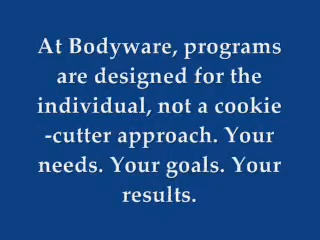 At Bodyware, programs
are designed for the
individual, not a cookie
-cutter approach. Your
needs. Your goals. Your
results.